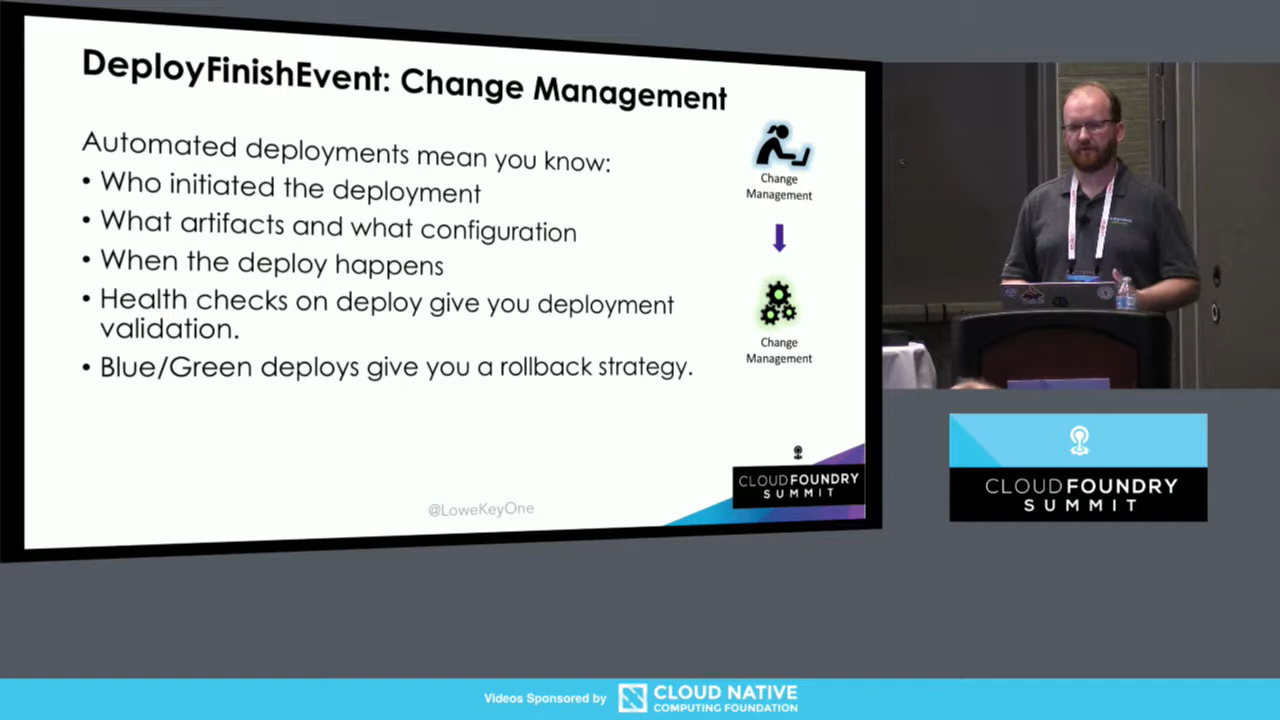 DeployFinishEvent: Change Management
Automated deployments mean you know:
• Who initiated the deployment
• What artifacts and what configuration
• When the deploy happens
• Health checks on deploy give you deployment
validation.
• Blue/Green deploys give you a rollback strategy.
Change
Management
Change
Management
@LoweKeyOne
CLOUDFOUNDRY
SUMMIT
CLOUDFOUNDRY
SUMMIT
Videos Sponsored by
CLOUD NATIVE
COMPUTING FOUNDATION